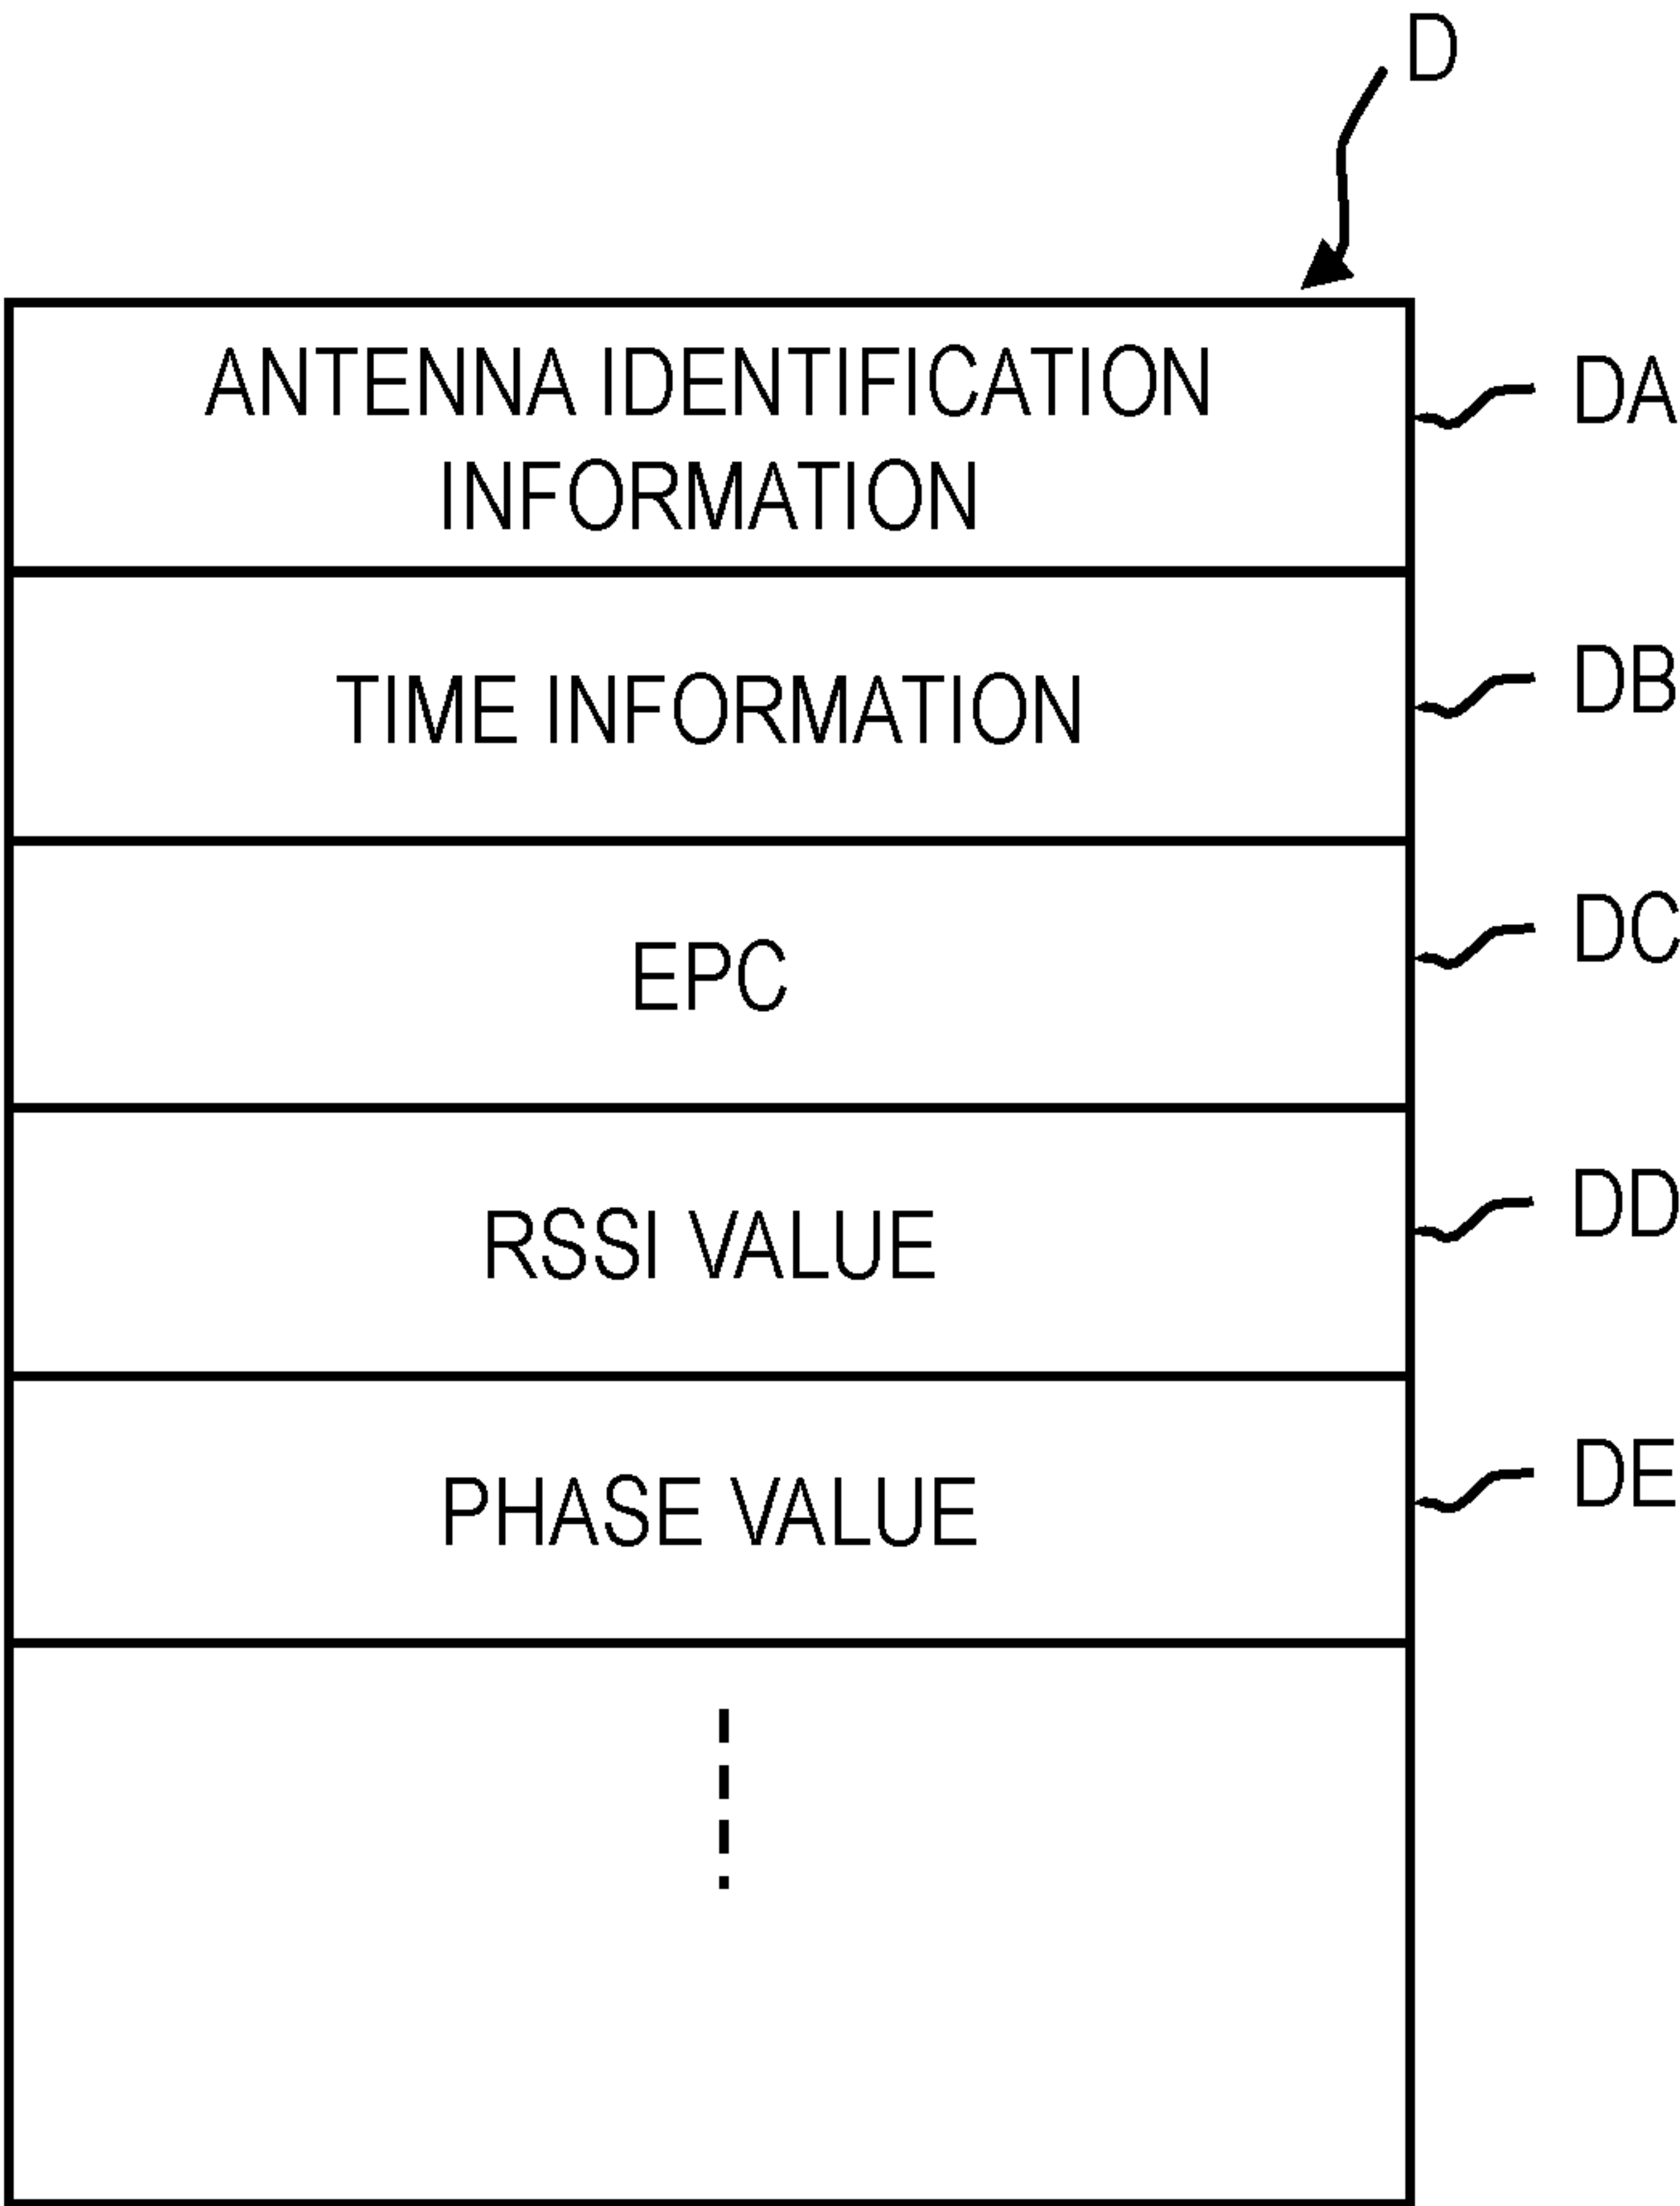 D
ANTENNA IDENTIFICATION
INFORMATION
DA
TIME INFORMATION
DB
EPC
DC
RSSI VALUE
DD
PHASE VALUE
DE